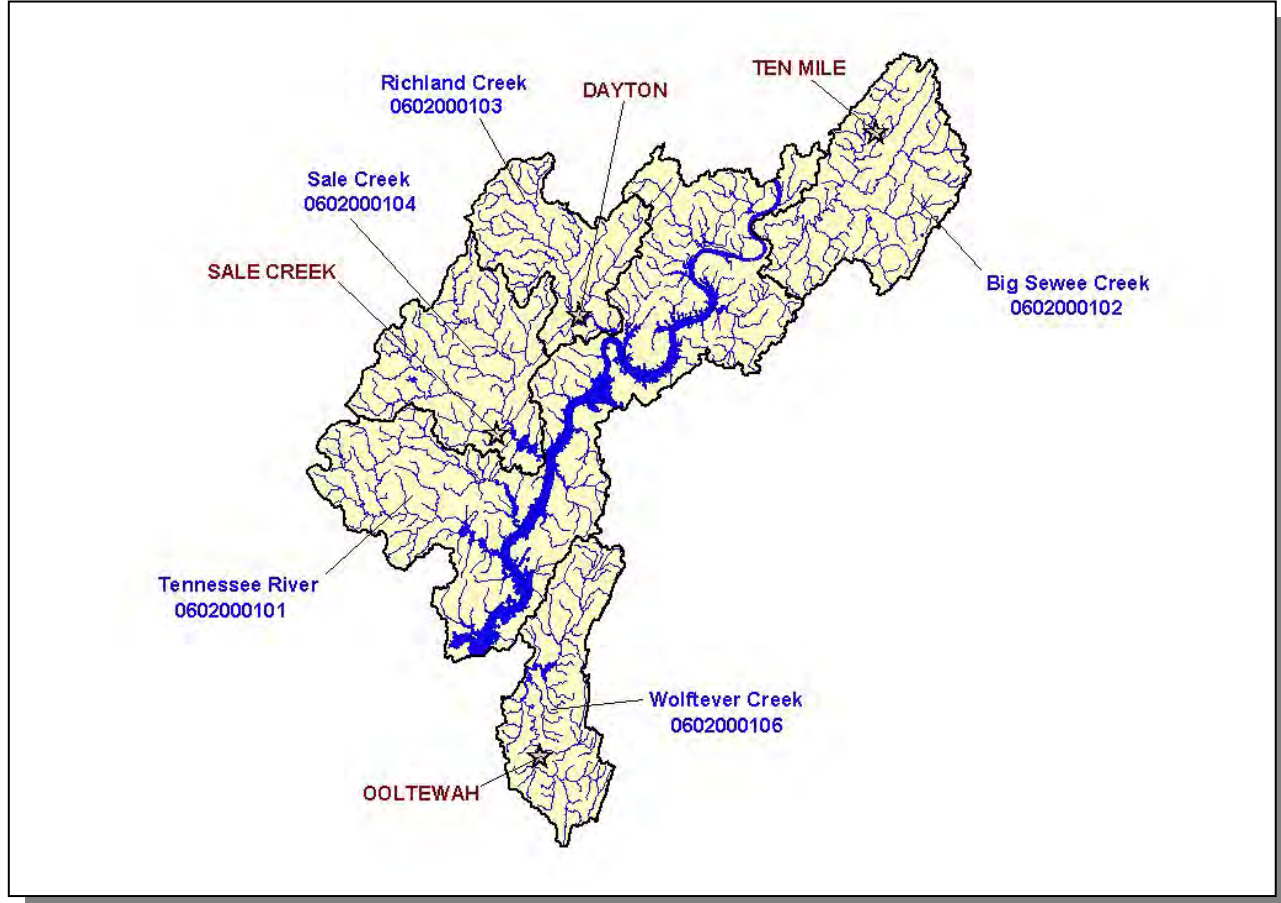 TEN MILE
Richland Creek
0602000103
DAYTON
Sale Creek
0602000104
SALE CREEK
Big Sewee Creek
0602000102
Tennessee River
0602000101
Wolftever Creek
0602000106
OOLTEWAH